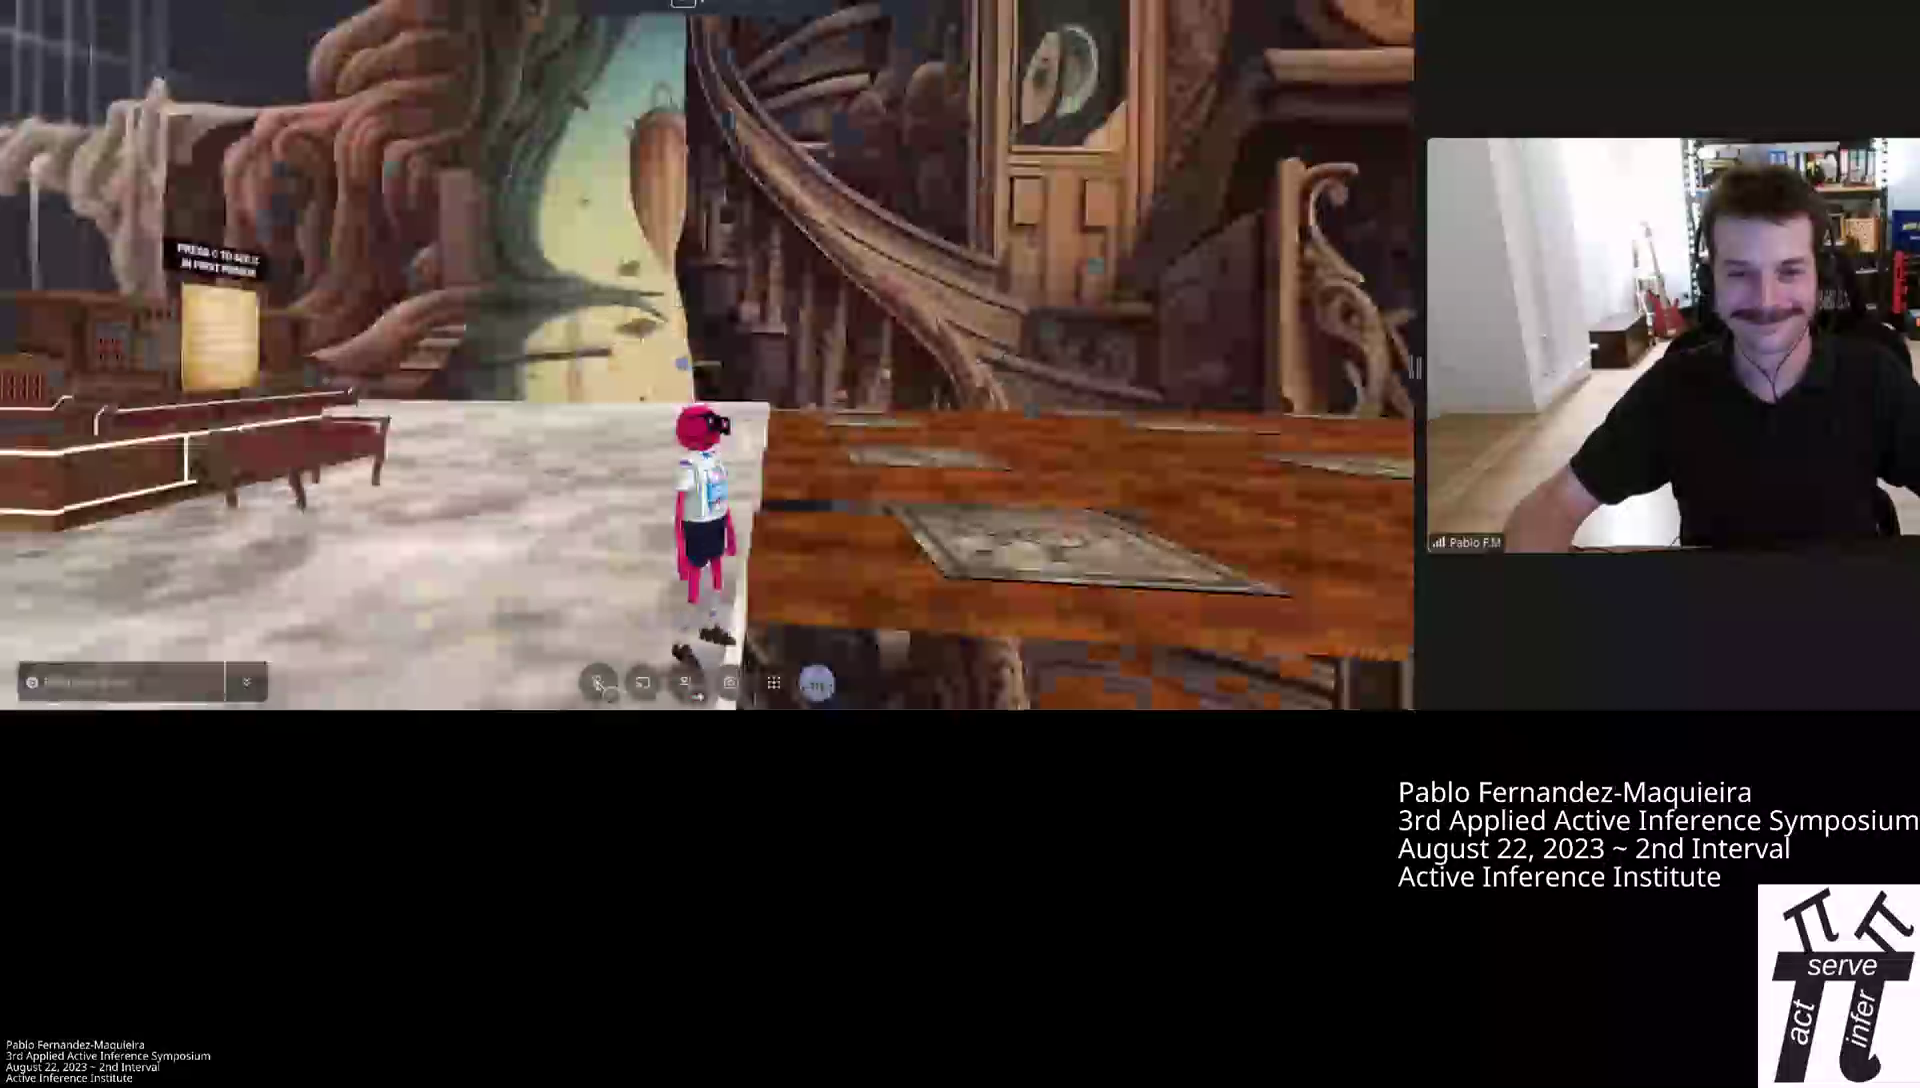 PRESS C TO SEE IT
IN FIRST PERSON
Pablo F.M
Pablo Fernandez-Maquieira
3rd Applied Active Inference Symposium
August 22, 2023 ~ 2nd Interval
Active Inference Institute
serve
act
infer
Pablo Fernandez-Maquieira
3rd Applied Active Inference Symposium
August 22, 2023 ~ 2nd Interval
Active Inference Institute